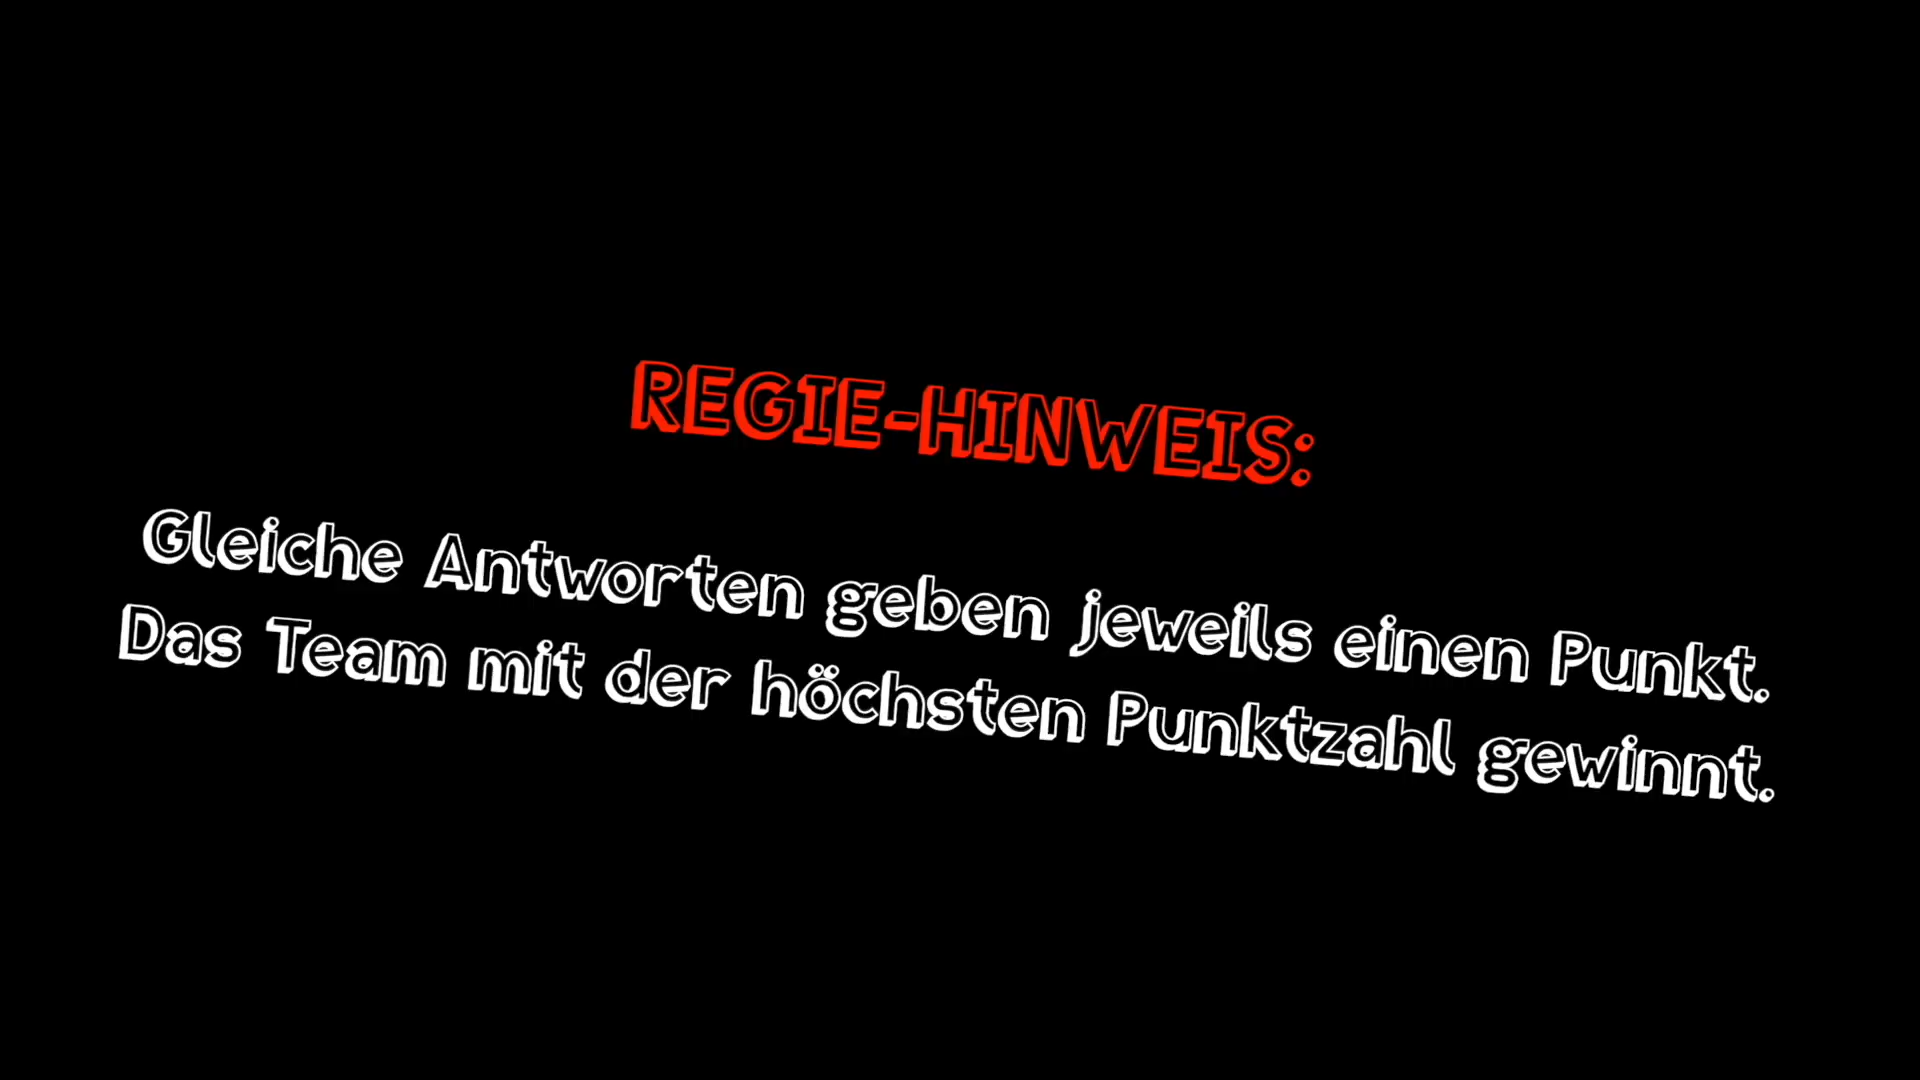 REGIE-HINWEIS:
Gleiche Antworten geben jeweils einen Punkt.
Das Team mit der höchsten Punktzahl gewinnt.